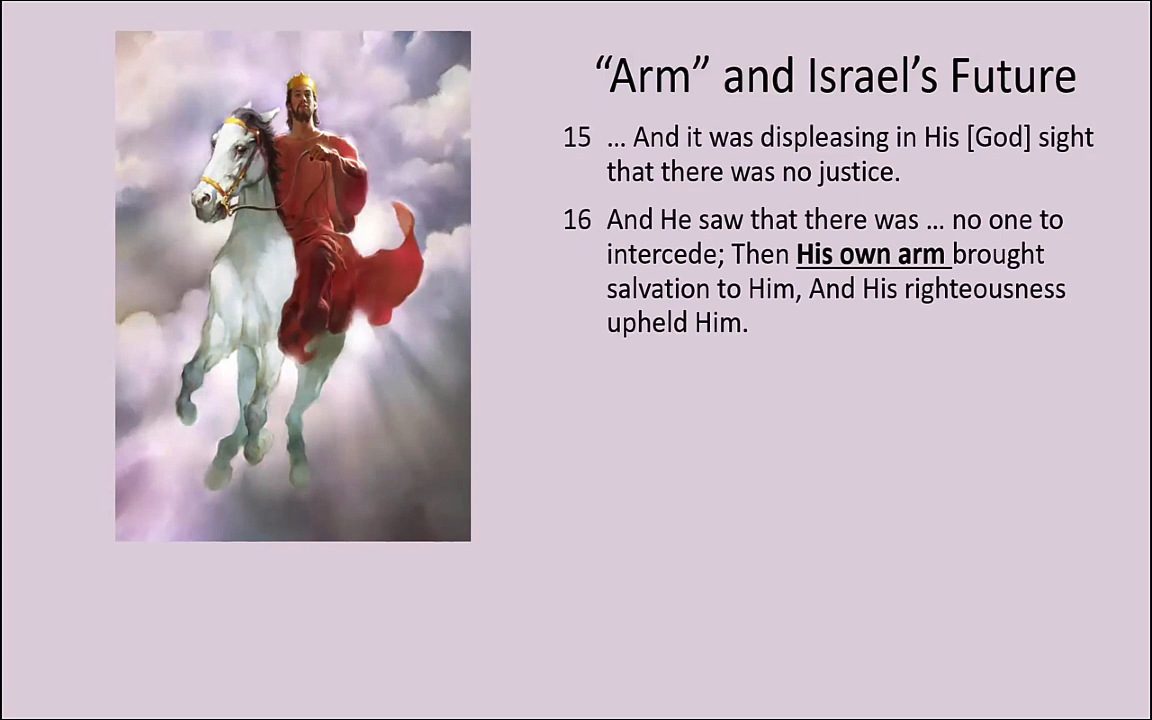 “Arm” and Israel’s Future
15 ... And it was displeasing in His [God] sight
that there was no justice.
16 And He saw that there was ... no one to
intercede; Then His own arm brought
salvation to Him, And His righteousness
upheld Him.